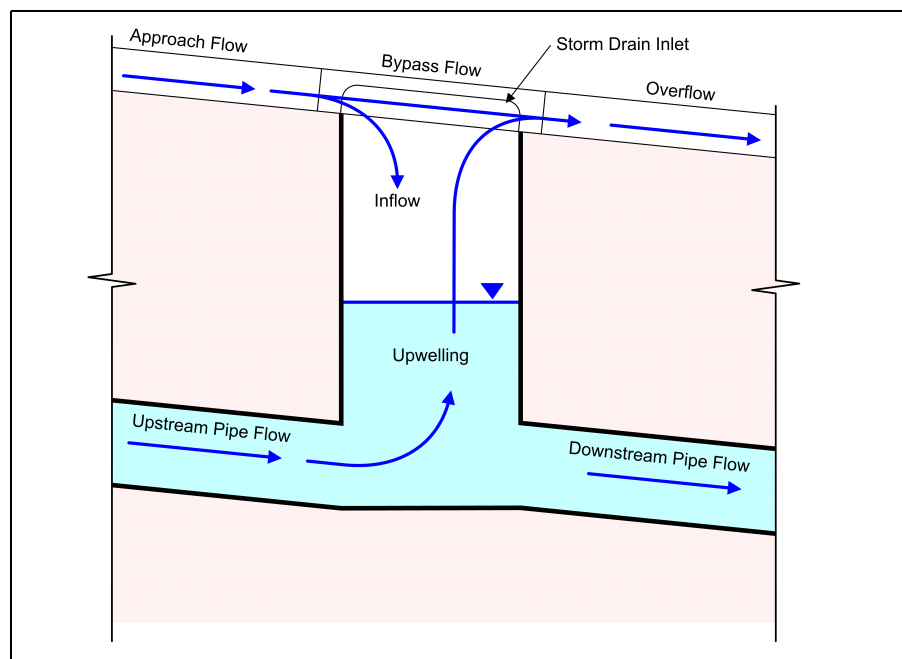 Approach Flow
Storm Drain Inlet
Bypass Flow
Overflow
Inflow
Upwelling
Upstream Pipe Flow
Downstream Pipe Flow